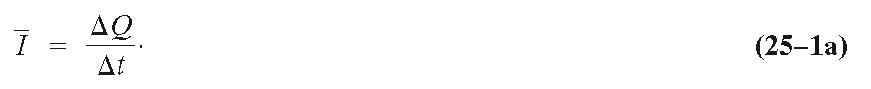 I̅ = ΔQ/Δt. (25–1a)